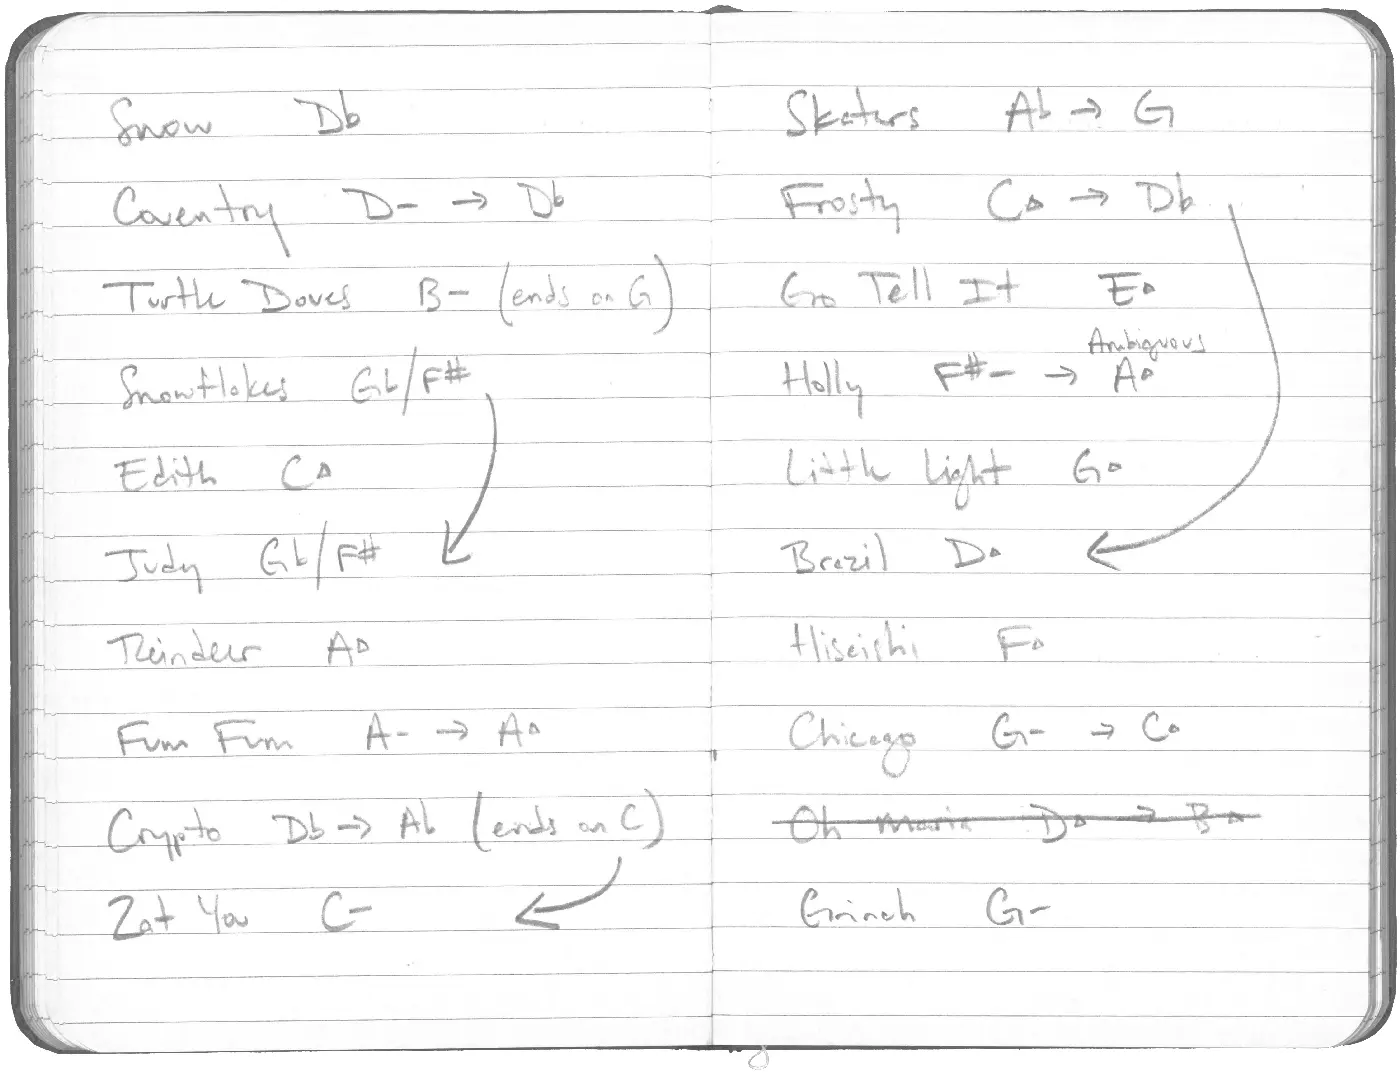 Snow Db
Coventry D- → Db
Turtle Doves B- (ends on G)
Snowflakes Gb/F#
Edith C△
Judy Gb/F#
Reindeer A△
Fum Fum A- → A△
Crypto Db → Ab (ends on C)
Zat You C-
Skaters Ab → G
Frosty C△ → Db
Go Tell It E△
Ambiguous
Holly F#- → A△
Little Light G△
Brazil D△
Hisaishi F△
Chicago G- → C△
Oh Maria D△ → B△
Grinch G-